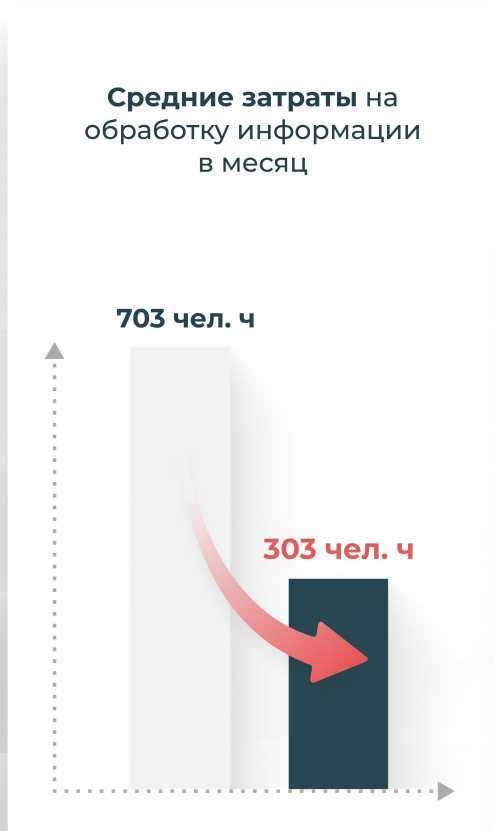 Средние затраты на
обработку информации
в месяц
703 чел. ч
303 чел. ч